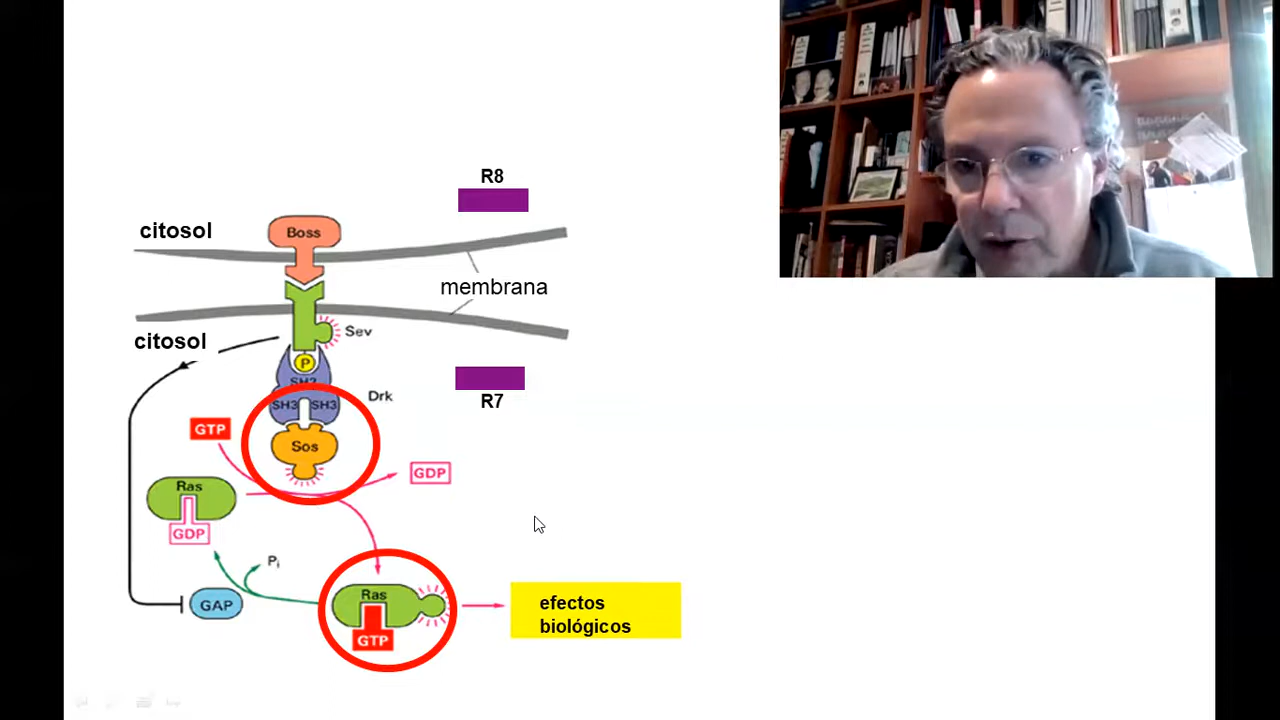 R8
citosol
Boss
membrana
Sev
citosol
P
SH2
SH3
SH3
Drk
R7
GTP
Sos
GDP
Ras
GDP
Pi
GAP
Ras
GTP
efectos
biológicos